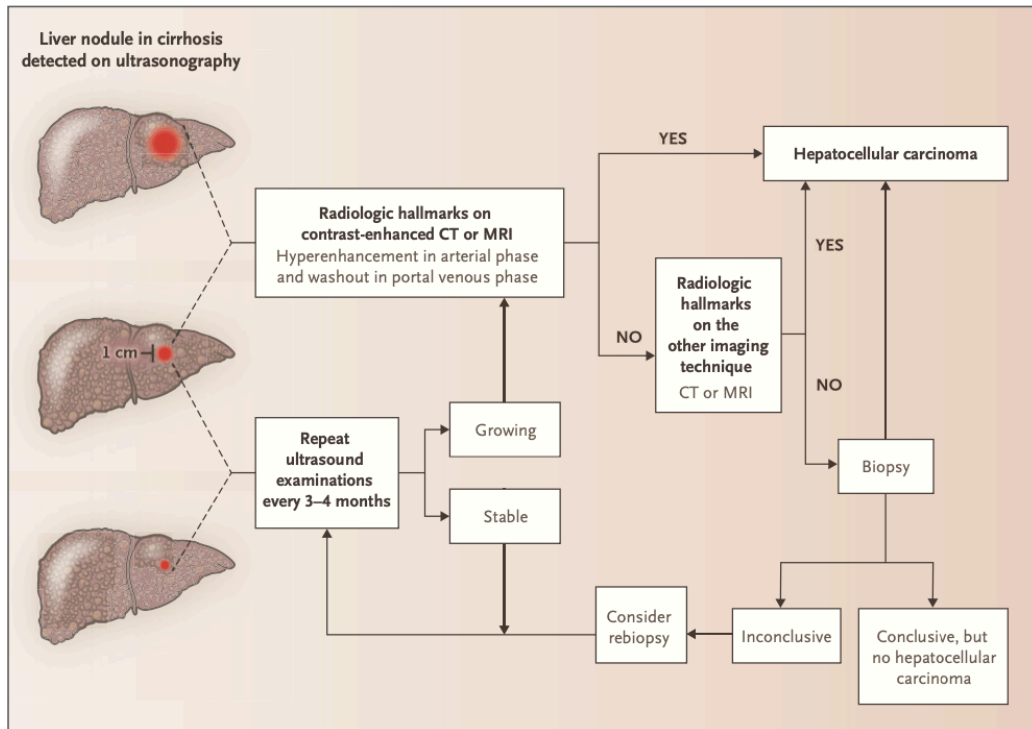 Liver nodule in cirrhosis
detected on ultrasonography
YES
Hepatocellular carcinoma
Radiologic hallmarks on
contrast-enhanced CT or MRI
Hyperenhancement in arterial phase
and washout in portal venous phase
YES
Radiologic
hallmarks
on the
other imaging
technique
CT or MRI
NO
1 cm
NO
Growing
Repeat
ultrasound
examinations
every 3–4 months
Biopsy
Stable
Consider
rebiopsy
Inconclusive
Conclusive, but
no hepatocellular
carcinoma